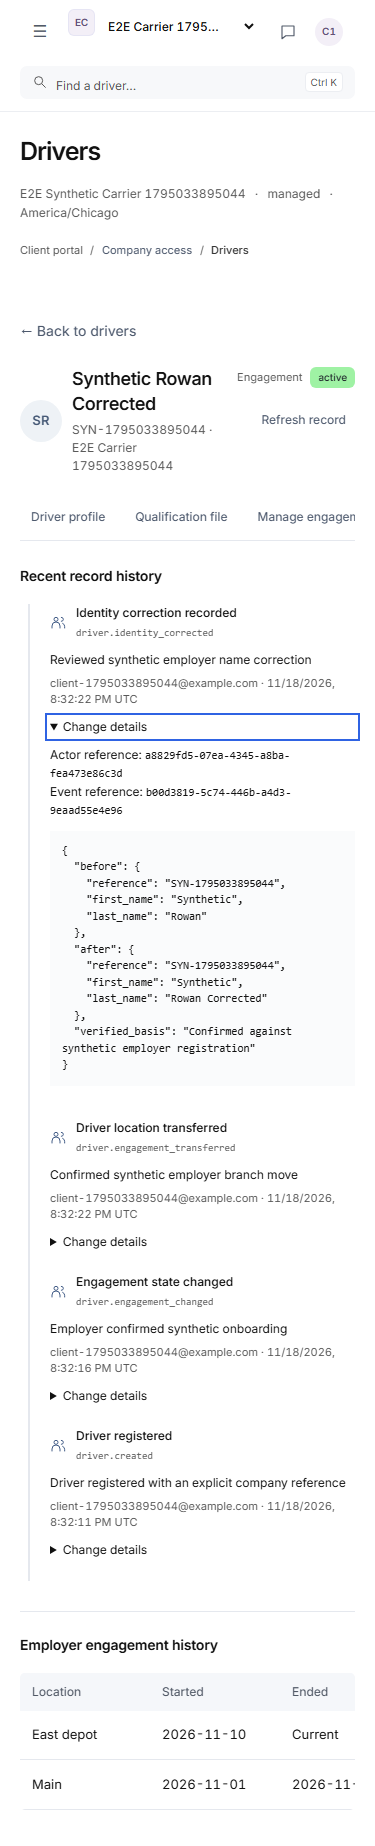 EC
E2E Carrier 1795...
C1
Find a driver...
Ctrl K
Drivers
E2E Synthetic Carrier 1795033895044 · managed ·
America/Chicago
Client portal / Company access / Drivers
← Back to drivers
SR
Synthetic Rowan
Corrected
SYN-1795033895044 ·
E2E Carrier
1795033895044
Engagement active
Refresh record
Driver profile Qualification file Manage engagem
Recent record history
Identity correction recorded
driver.identity_corrected
Reviewed synthetic employer name correction
client-1795033895044@example.com · 11/18/2026,
8:32:22 PM UTC
▼ Change details
Actor reference: a8829fd5-07ea-4345-a8ba-
fea473e86c3d
Event reference: b00d3819-5c74-446b-a4d3-
9eaad55e4e96
{
"before": {
"reference": "SYN-1795033895044",
"first_name": "Synthetic",
"last_name": "Rowan"
},
"after": {
"reference": "SYN-1795033895044",
"first_name": "Synthetic",
"last_name": "Rowan Corrected"
},
"verified_basis": "Confirmed against
synthetic employer registration"
}
Driver location transferred
driver.engagement_transferred
Confirmed synthetic employer branch move
client-1795033895044@example.com · 11/18/2026,
8:32:22 PM UTC
▶ Change details
Engagement state changed
driver.engagement_changed
Employer confirmed synthetic onboarding
client-1795033895044@example.com · 11/18/2026,
8:32:16 PM UTC
▶ Change details
Driver registered
driver.created
Driver registered with an explicit company reference
client-1795033895044@example.com · 11/18/2026,
8:32:11 PM UTC
▶ Change details
Employer engagement history
Location Started Ended
East depot 2026-11-10 Current
Main 2026-11-01 2026-11-